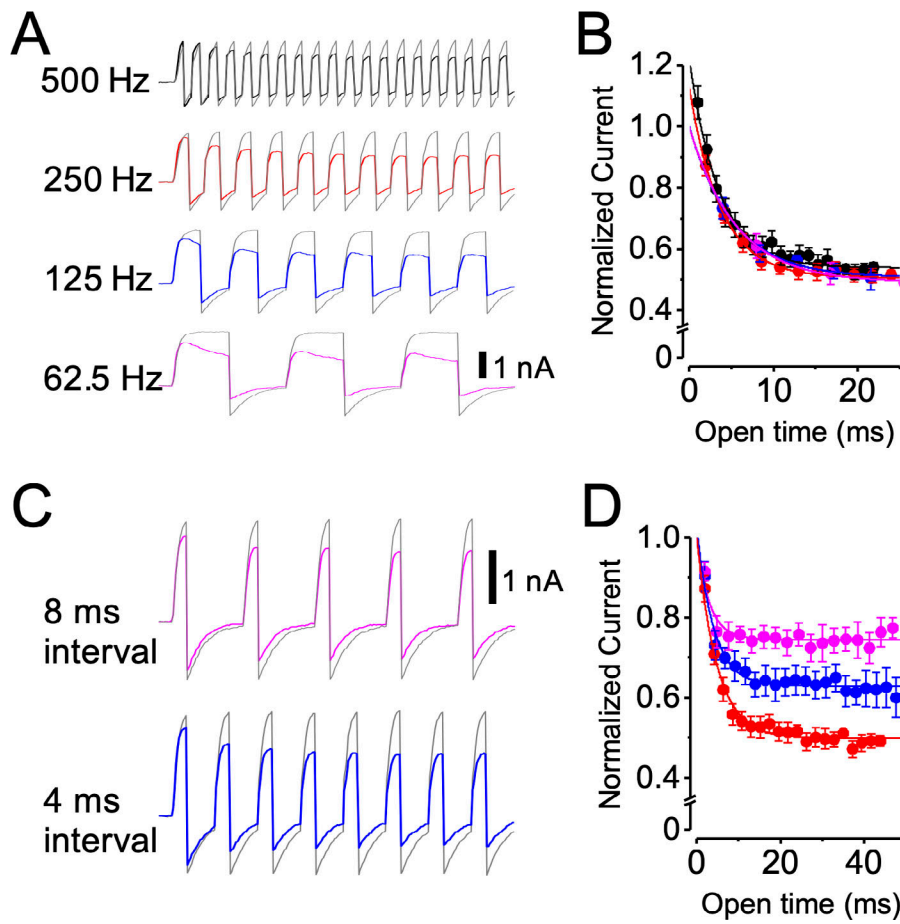 A
500 Hz
250 Hz
125 Hz
62.5 Hz
1 nA
B
Normalized Current
1.2
1.0
0.8
0.6
0.4
0
0
10
20
Open time (ms)
C
8 ms
interval
1 nA
4 ms
interval
D
Normalized Current
1.0
0.8
0.6
0.4
0
0
20
40
Open time (ms)